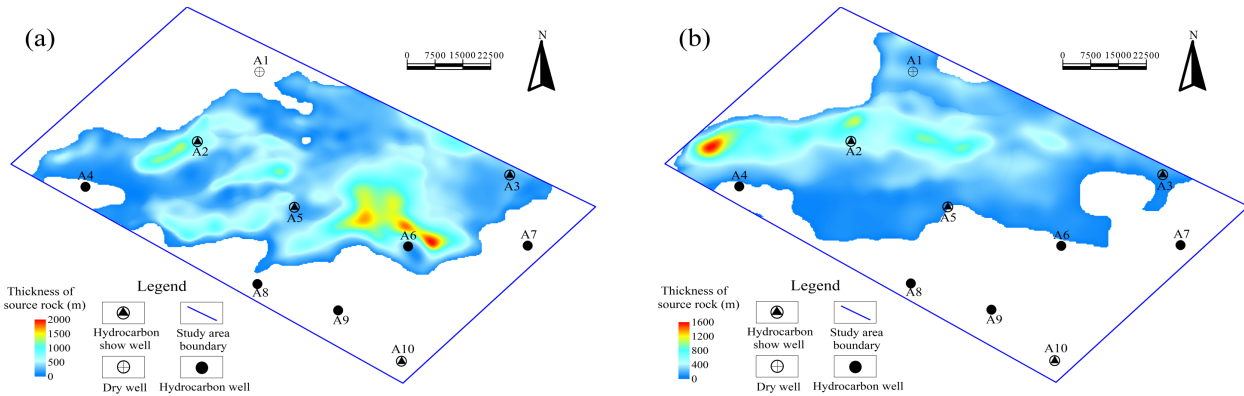 (a)
N
0 7500 15000 22500
A1
A2
A3
A4
A5
A6
A7
A8
A9
A10
Legend
Thickness of
source rock (m)
2000
1500
1000
500
0
Hydrocarbon
show well
Study area
boundary
Dry well
Hydrocarbon well
(b)
N
0 7500 15000 22500
A1
A2
A3
A4
A5
A6
A7
A8
A9
A10
Legend
Thickness of
source rock (m)
1600
1200
800
400
0
Hydrocarbon
show well
Study area
boundary
Dry well
Hydrocarbon well